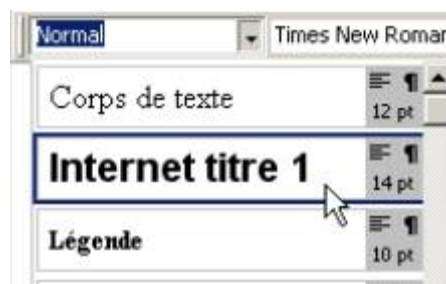 Normal Times New Roman
Corps de texte
12 pt
Internet titre 1
14 pt
Légende
10 pt